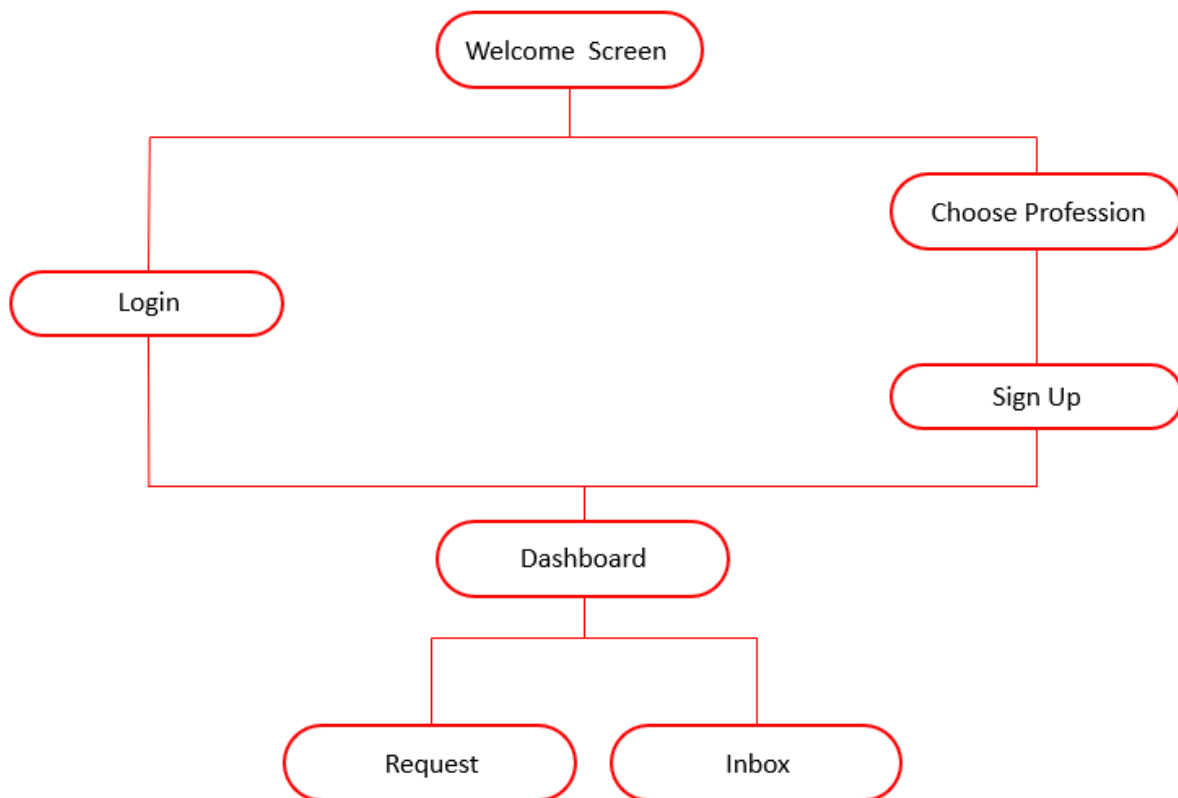 Welcome  Screen
Choose Profession
Login
Sign Up
Dashboard
Request
Inbox